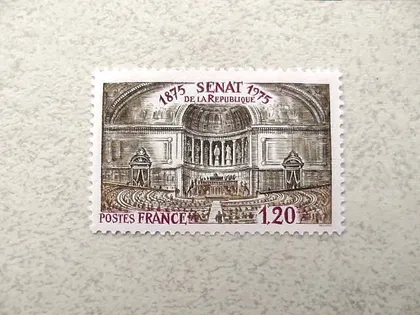 1875 SENAT 1975
DE LA REPUBLIQUE
POSTES FRANCE 1,20